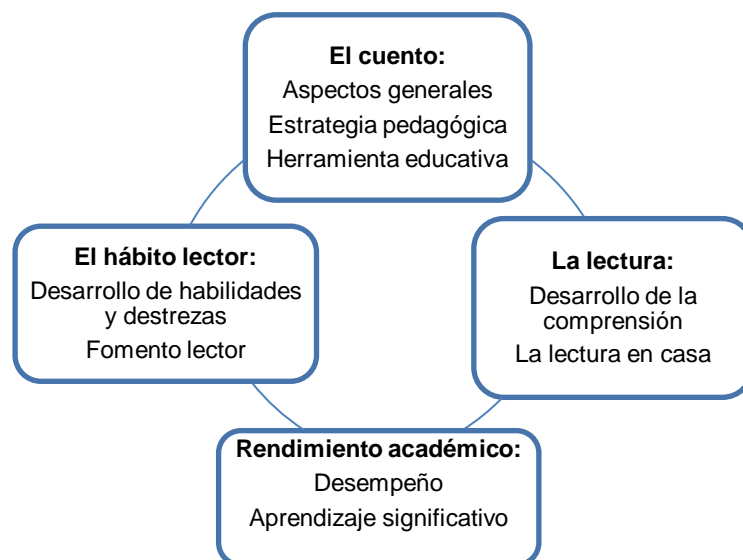 El cuento:
Aspectos generales
Estrategia pedagógica
Herramienta educativa
El hábito lector:
Desarrollo de habilidades
y destrezas
Fomento lector
La lectura:
Desarrollo de la
comprensión
La lectura en casa
Rendimiento académico:
Desempeño
Aprendizaje significativo